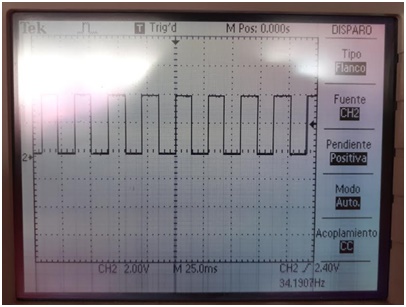 Tek T Trig'd M Pos: 0.000s DISPARO
Tipo
Flanco
Fuente
CH2
Pendiente
Positiva
2
Modo
Auto.
Acoplamiento
CC
CH2 2.00V M 25.0ms CH2 2.40V
34.1907Hz